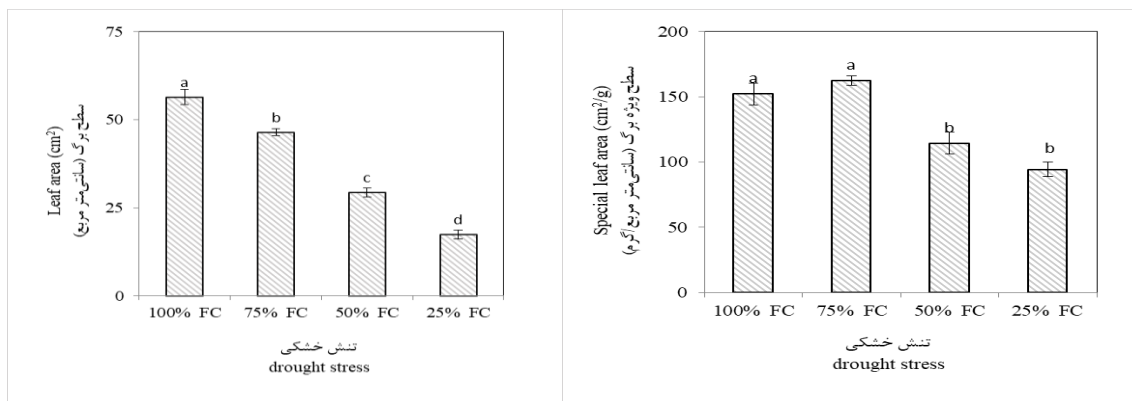 75
50
25
0
Leaf area (cm²)
سطح برگ (سانتی‌متر مربع)
a
b
c
d
100% FC 75% FC 50% FC 25% FC
تنش خشکی
drought stress
200
150
100
50
0
Special leaf area (cm²/g)
سطح ویژه برگ (سانتی‌متر مربع/گرم)
a
a
b
b
100% FC 75% FC 50% FC 25% FC
تنش خشکی
drought stress